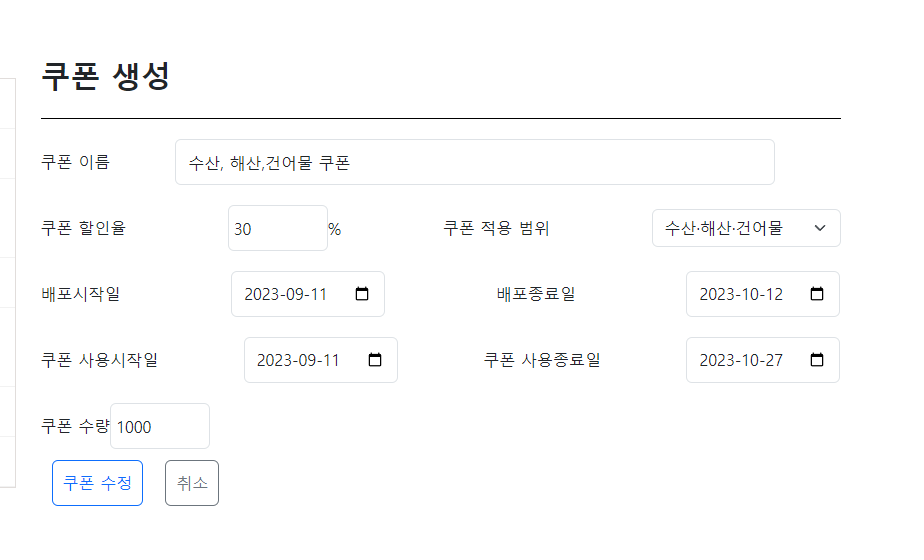 쿠폰 생성
쿠폰 이름 수산, 해산,건어물 쿠폰
쿠폰 할인율 30 % 쿠폰 적용 범위 수산·해산·건어물
배포시작일 2023-09-11 배포종료일 2023-10-12
쿠폰 사용시작일 2023-09-11 쿠폰 사용종료일 2023-10-27
쿠폰 수량 1000
쿠폰 수정 취소